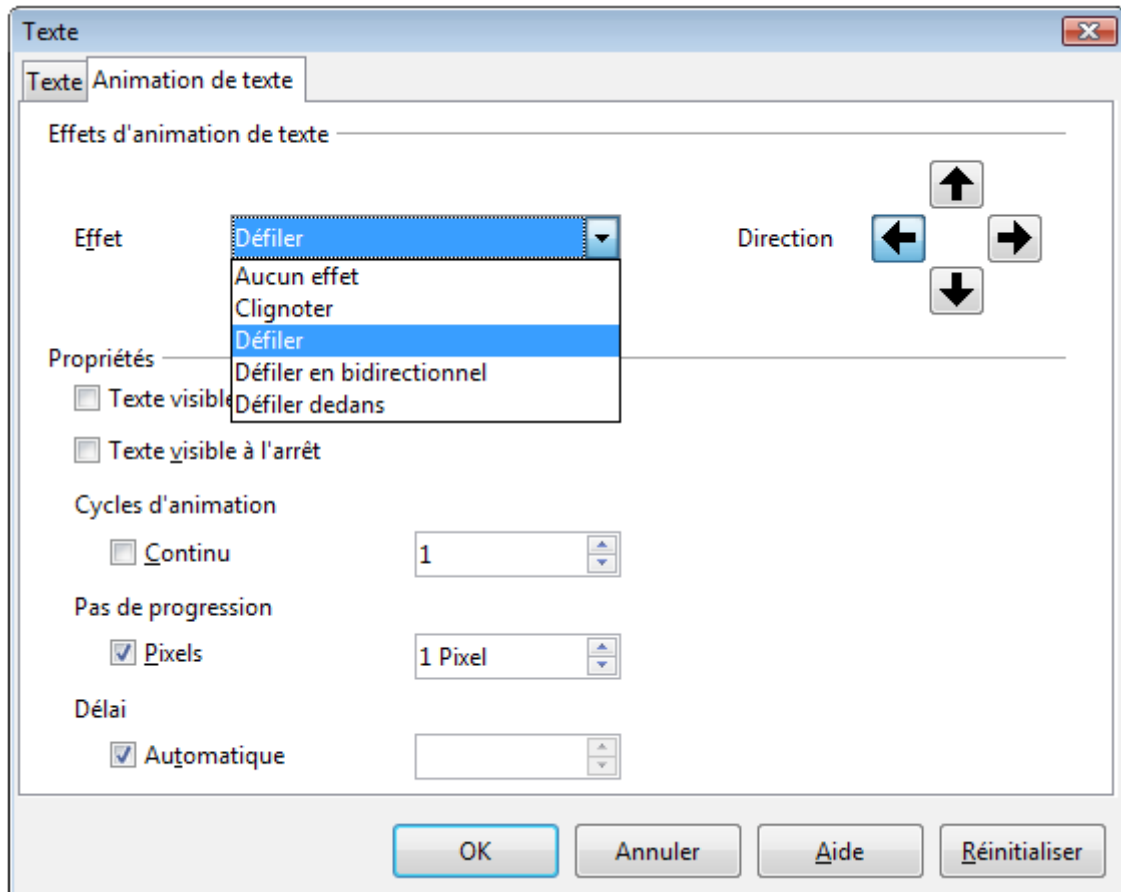 Texte
Texte Animation de texte
Effets d'animation de texte
Effet Défiler Direction
Aucun effet
Clignoter
Défiler
Défiler en bidirectionnel
Défiler dedans
Propriétés
Texte visible
Texte visible à l'arrêt
Cycles d'animation
Continu 1
Pas de progression
Pixels 1 Pixel
Délai
Automatique
OK Annuler Aide Réinitialiser